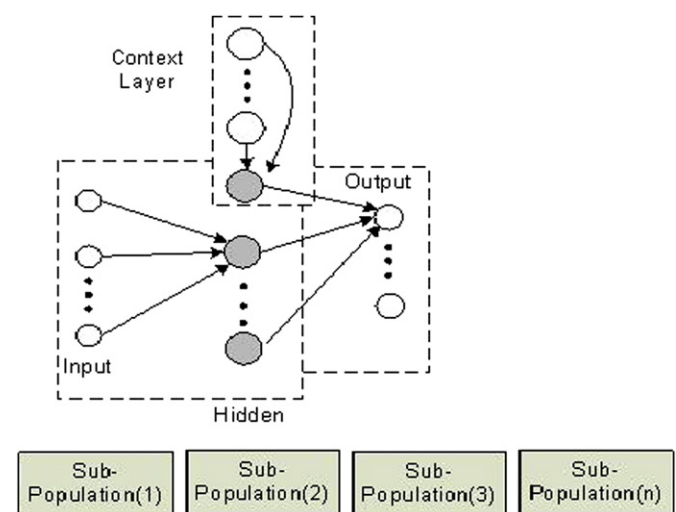 Context
Layer
Output
Input
Hidden
Sub-
Population(1)
Sub-
Population(2)
Sub-
Population(3)
Sub-
Population(n)